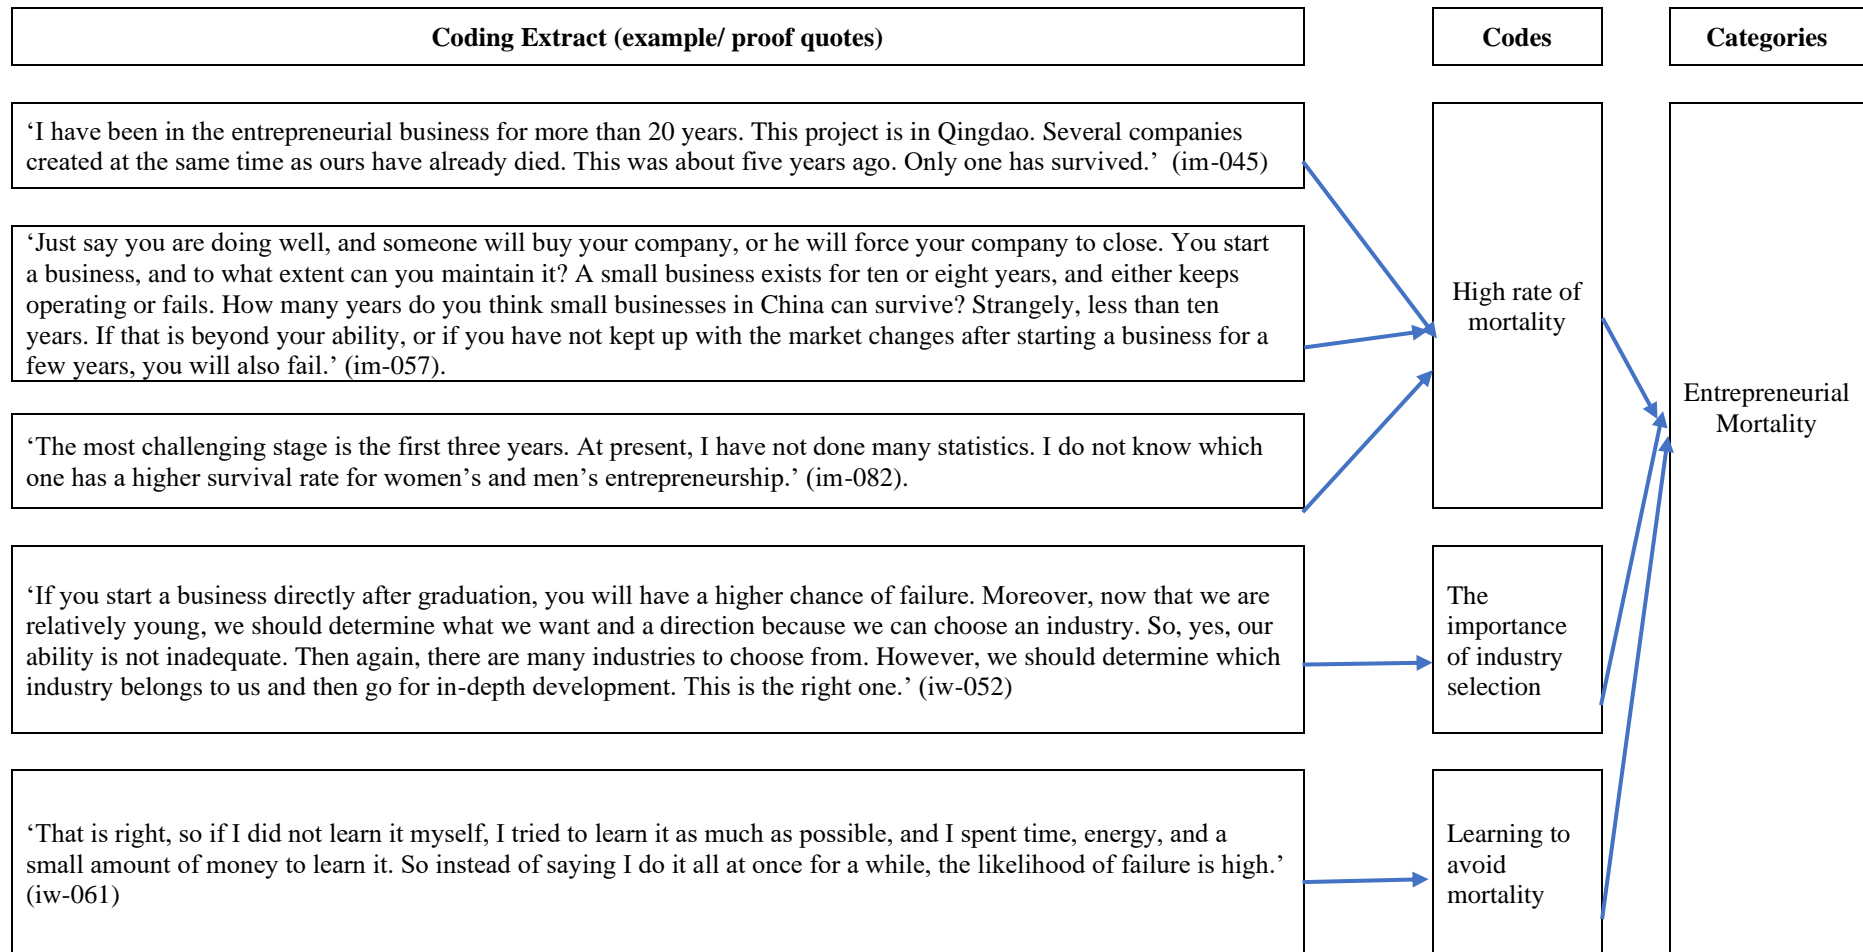 Coding Extract (example/ proof quotes)
Codes
Categories
‘I have been in the entrepreneurial business for more than 20 years. This project is in Qingdao. Several companies
created at the same time as ours have already died. This was about five years ago. Only one has survived.’ (im-045)
‘Just say you are doing well, and someone will buy your company, or he will force your company to close. You start
a business, and to what extent can you maintain it? A small business exists for ten or eight years, and either keeps
operating or fails. How many years do you think small businesses in China can survive? Strangely, less than ten
years. If that is beyond your ability, or if you have not kept up with the market changes after starting a business for a
few years, you will also fail.’ (im-057).
‘The most challenging stage is the first three years. At present, I have not done many statistics. I do not know which
one has a higher survival rate for women’s and men’s entrepreneurship.’ (im-082).
High rate of
mortality
Entrepreneurial
Mortality
‘If you start a business directly after graduation, you will have a higher chance of failure. Moreover, now that we are
relatively young, we should determine what we want and a direction because we can choose an industry. So, yes, our
ability is not inadequate. Then again, there are many industries to choose from. However, we should determine which
industry belongs to us and then go for in-depth development. This is the right one.’ (iw-052)
The
importance
of industry
selection
‘That is right, so if I did not learn it myself, I tried to learn it as much as possible, and I spent time, energy, and a
small amount of money to learn it. So instead of saying I do it all at once for a while, the likelihood of failure is high.’
(iw-061)
Learning to
avoid
mortality